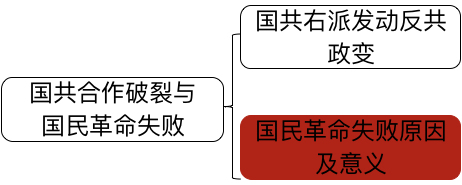 国共合作破裂与
国民革命失败
国共右派发动反共
政变
国民革命失败原因
及意义